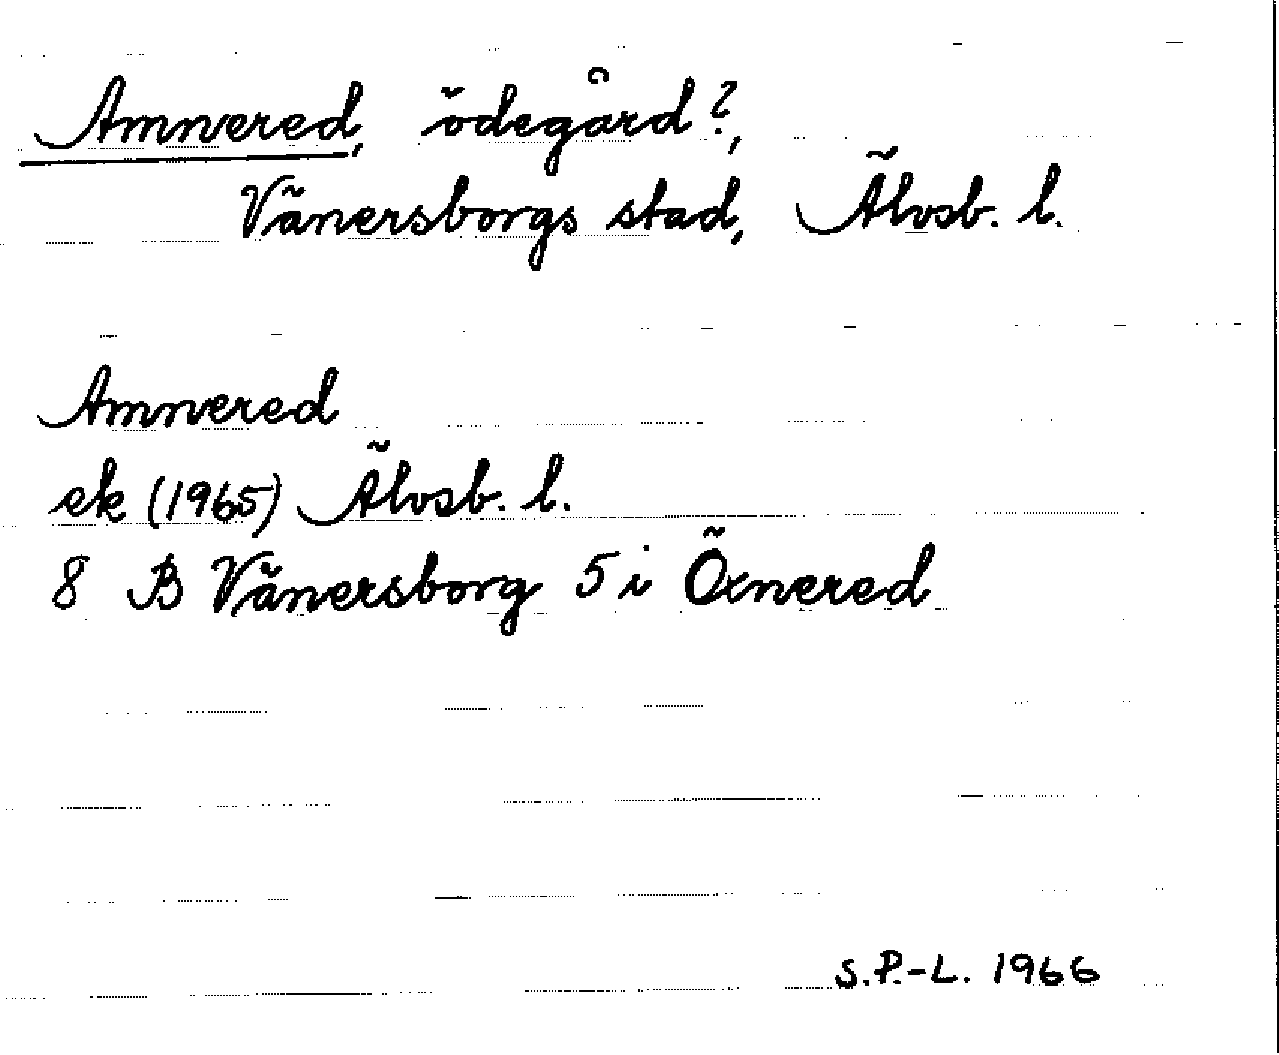 Amnered, ödegård?,
Vänersborgs stad, Älvsb. l.
Amnered
ek (1965) Älvsb. l.
8 B Vänersborg 5 i Öxnered
S.P.-L. 1966